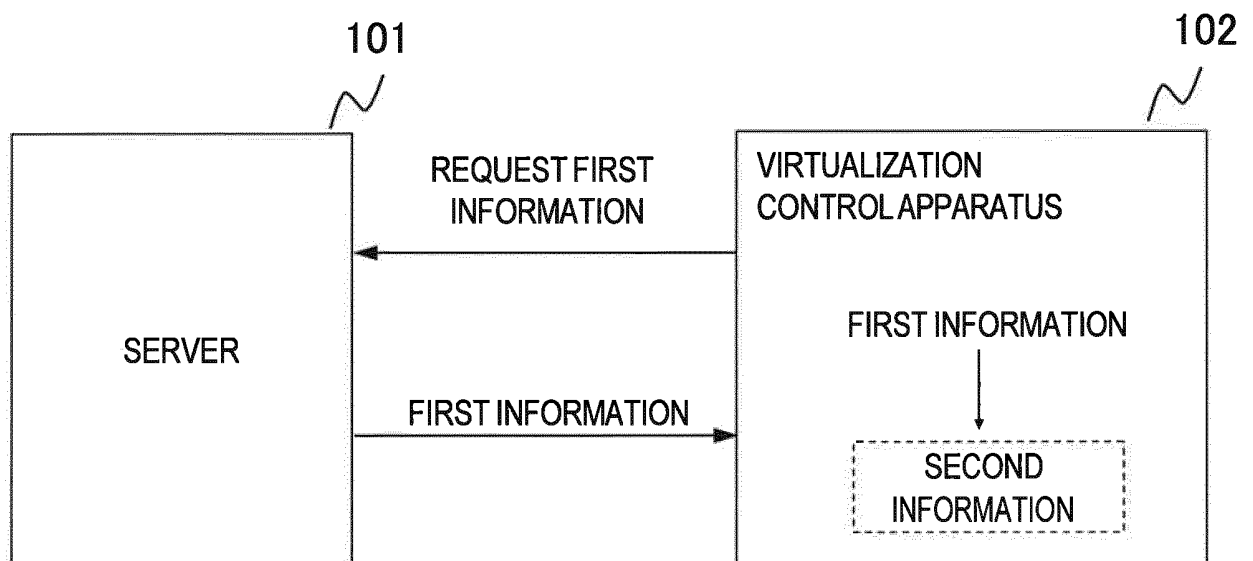 101
102
REQUEST FIRST
INFORMATION
VIRTUALIZATION
CONTROL APPARATUS
SERVER
FIRST INFORMATION
FIRST INFORMATION
SECOND
INFORMATION